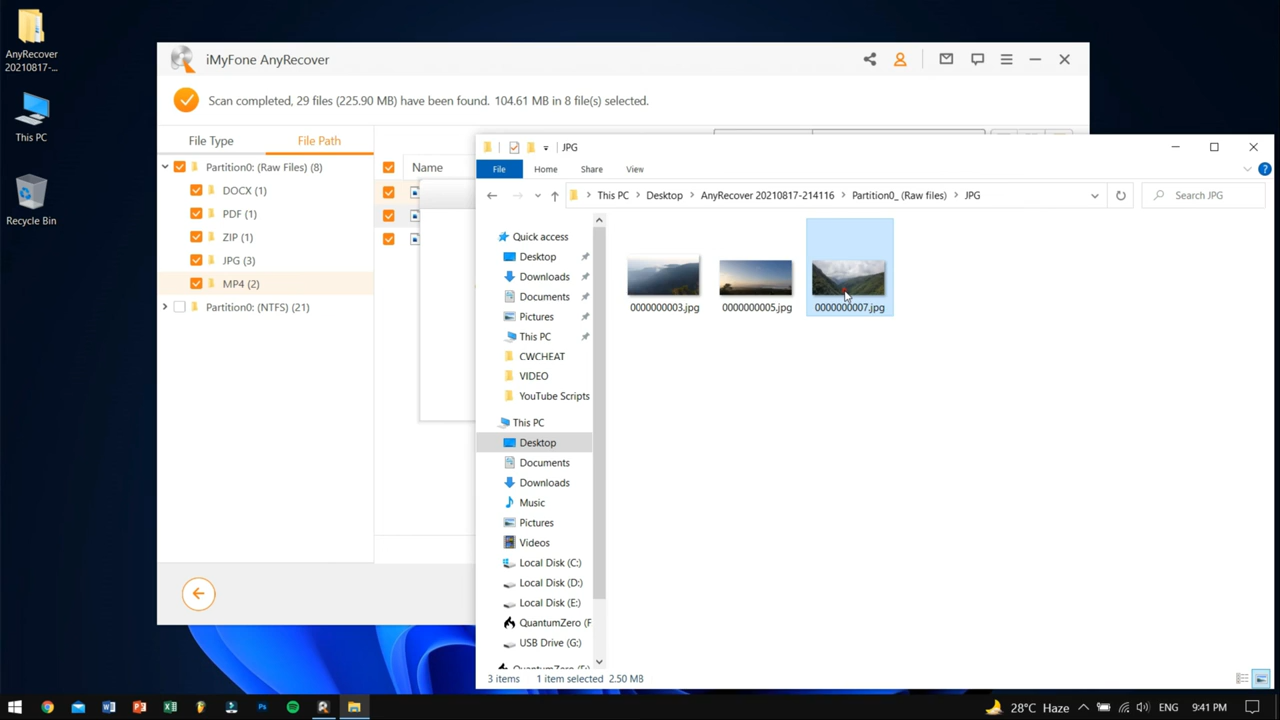 AnyRecover
20210817-...
This PC
Recycle Bin
iMyFone AnyRecover
Scan completed, 29 files (225.90 MB) have been found. 104.61 MB in 8 file(s) selected.
File Type
File Path
Partition0: (Raw Files) (8)
DOCX (1)
PDF (1)
ZIP (1)
JPG (3)
MP4 (2)
Partition0: (NTFS) (21)
Name
JPG
File
Home
Share
View
This PC
Desktop
AnyRecover 20210817-214116
Partition0_ (Raw files)
JPG
Search JPG
Quick access
Desktop
Downloads
Documents
Pictures
This PC
CWCHEAT
VIDEO
YouTube Scripts
This PC
Desktop
Documents
Downloads
Music
Pictures
Videos
Local Disk (C:)
Local Disk (D:)
Local Disk (E:)
QuantumZero (F
USB Drive (G:)
0000000003.jpg
0000000005.jpg
0000000007.jpg
3 items
1 item selected 2.50 MB
28°C Haze
ENG
9:41 PM